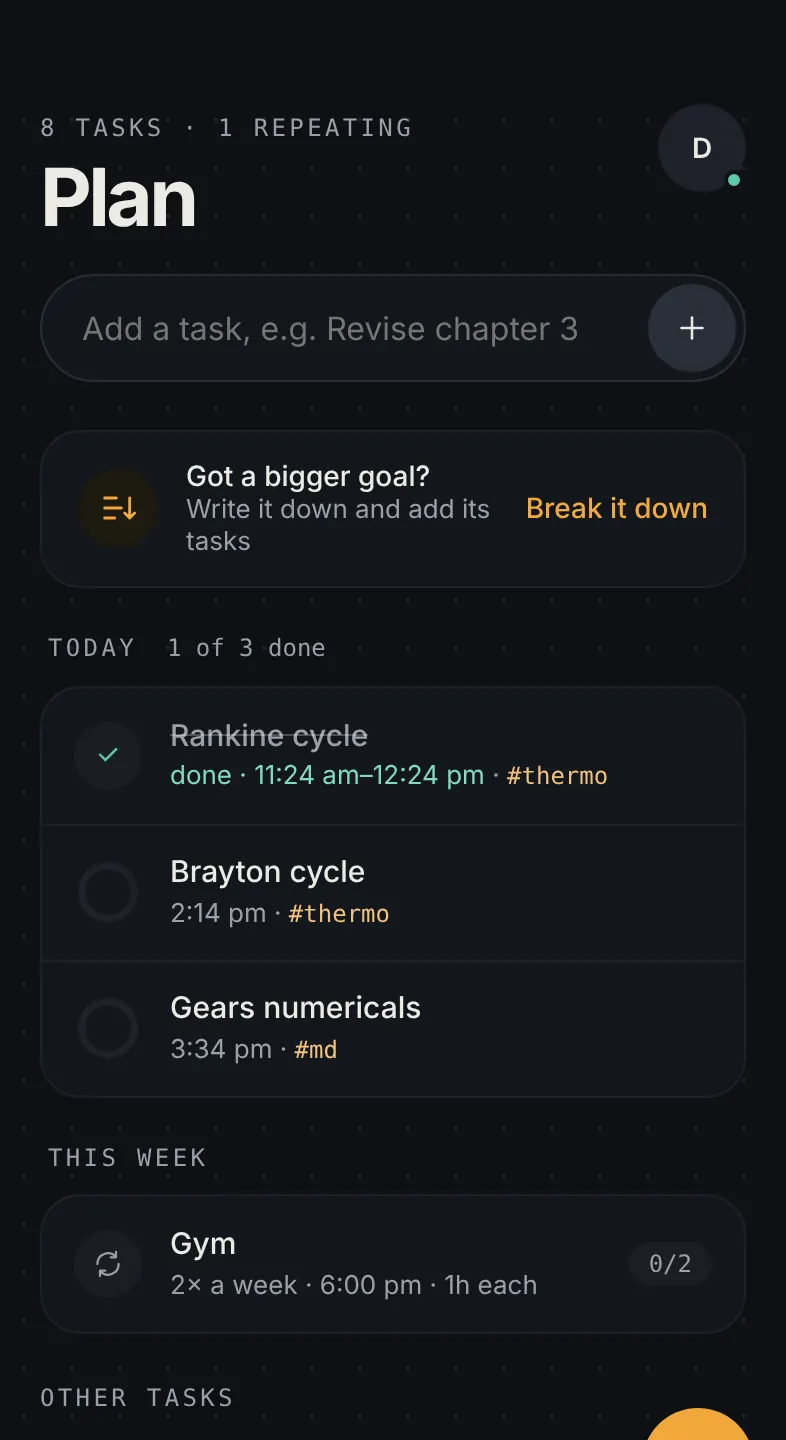 8 TASKS · 1 REPEATING
D
Plan
Add a task, e.g. Revise chapter 3
+
Got a bigger goal?
Write it down and add its
tasks
Break it down
TODAY 1 of 3 done
Rankine cycle
done · 11:24 am–12:24 pm · #thermo
Brayton cycle
2:14 pm · #thermo
Gears numericals
3:34 pm · #md
THIS WEEK
Gym
2× a week · 6:00 pm · 1h each
0/2
OTHER TASKS